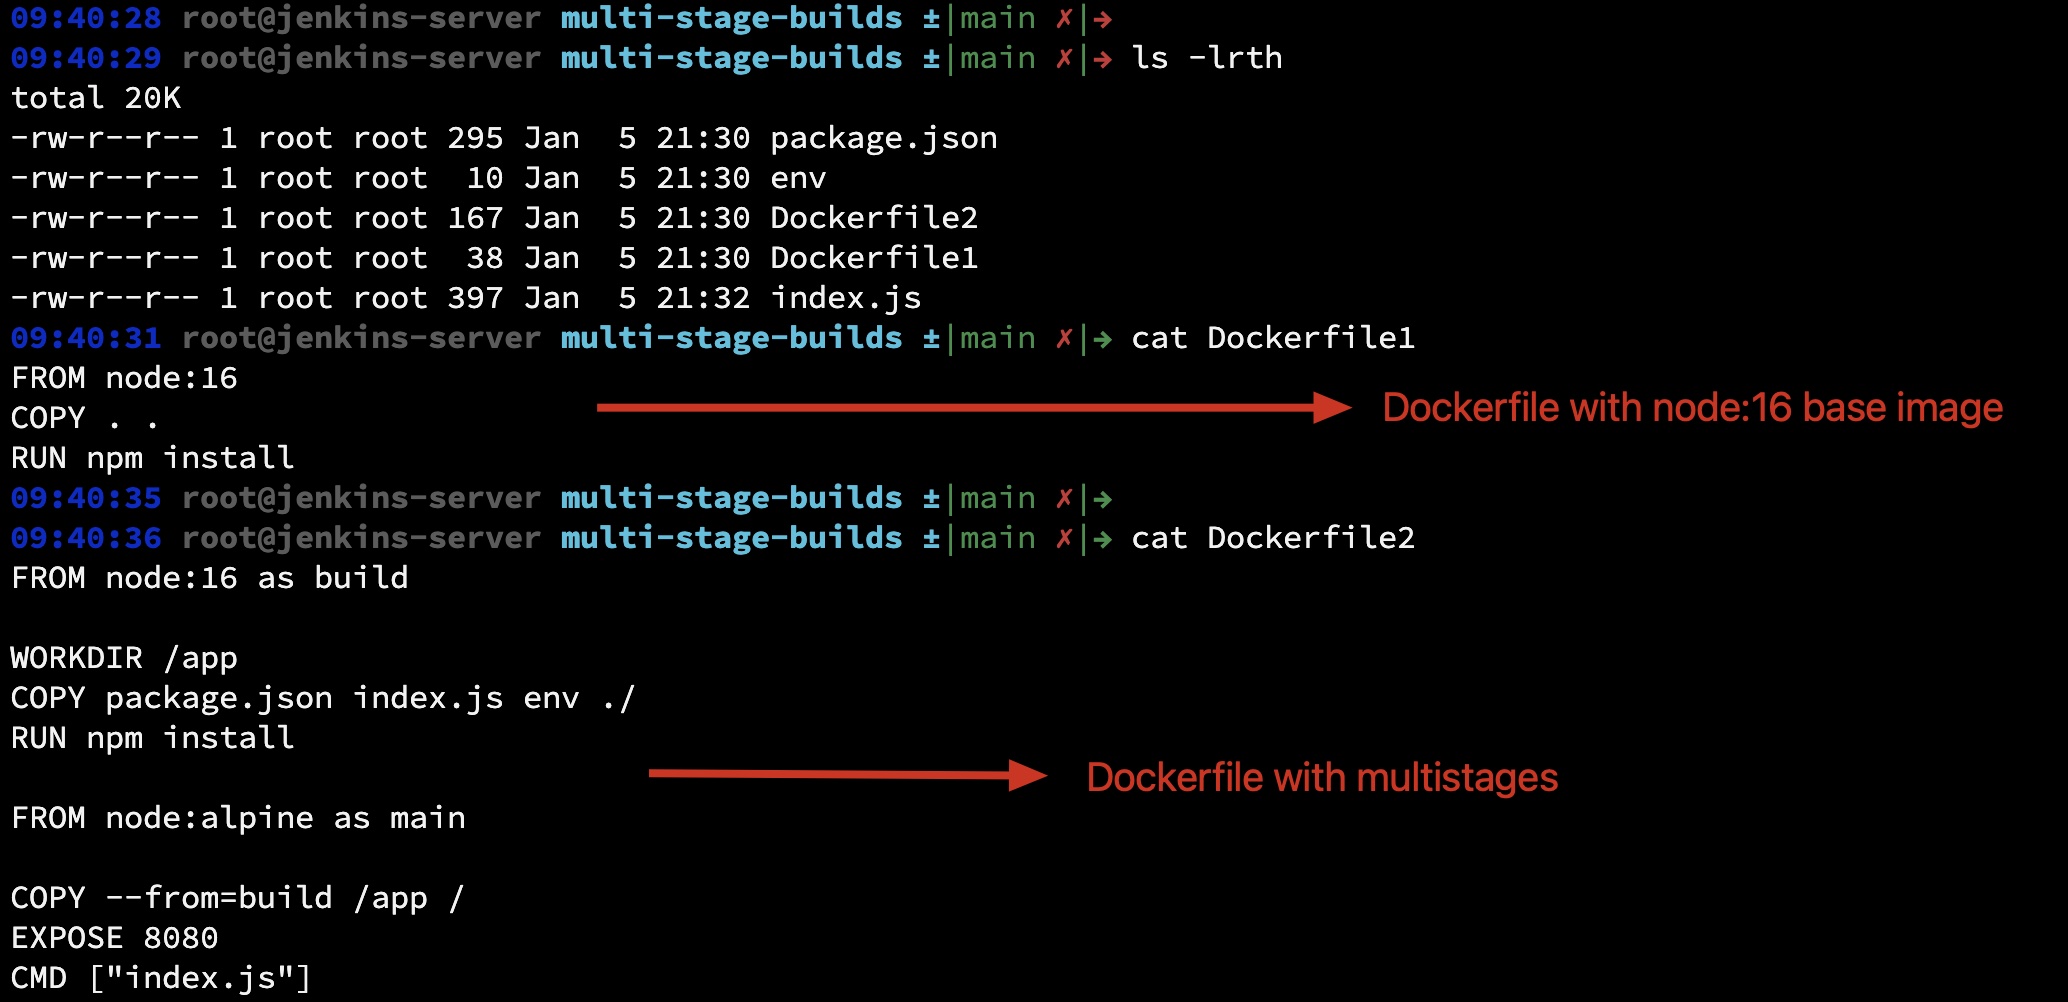 09:40:28 root@jenkins-server multi-stage-builds ±|main ✗|→
09:40:29 root@jenkins-server multi-stage-builds ±|main ✗|→ ls -lrth
total 20K
-rw-r--r-- 1 root root 295 Jan  5 21:30 package.json
-rw-r--r-- 1 root root  10 Jan  5 21:30 env
-rw-r--r-- 1 root root 167 Jan  5 21:30 Dockerfile2
-rw-r--r-- 1 root root  38 Jan  5 21:30 Dockerfile1
-rw-r--r-- 1 root root 397 Jan  5 21:32 index.js
09:40:31 root@jenkins-server multi-stage-builds ±|main ✗|→ cat Dockerfile1
FROM node:16
COPY . .
Dockerfile with node:16 base image
RUN npm install
09:40:35 root@jenkins-server multi-stage-builds ±|main ✗|→
09:40:36 root@jenkins-server multi-stage-builds ±|main ✗|→ cat Dockerfile2
FROM node:16 as build
WORKDIR /app
COPY package.json index.js env ./
RUN npm install
Dockerfile with multistages
FROM node:alpine as main
COPY --from=build /app /
EXPOSE 8080
CMD ["index.js"]